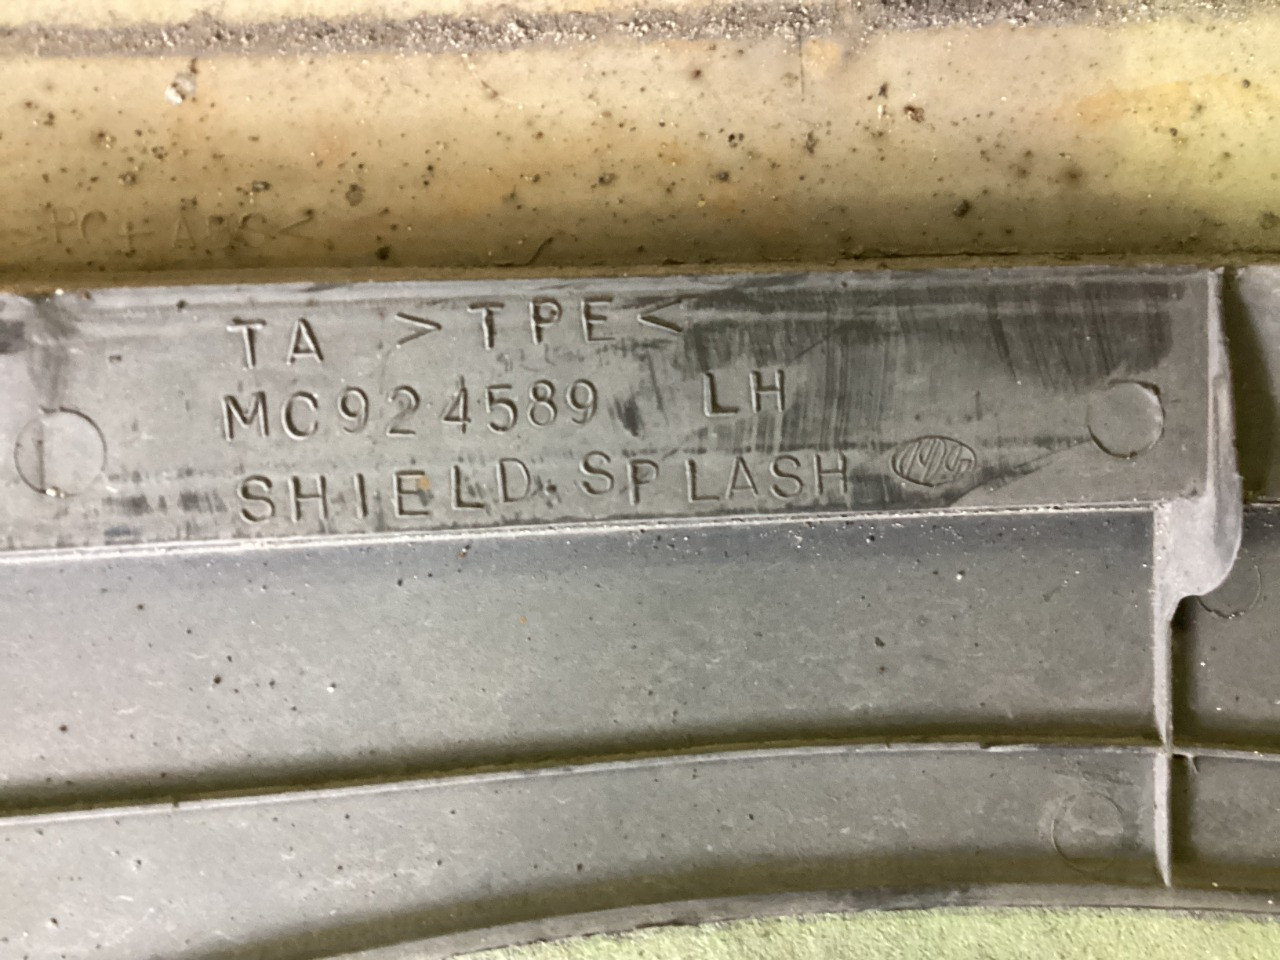 >PC+ABS<
TA >TPE<
MC924589 LH
SHIELD, SPLASH